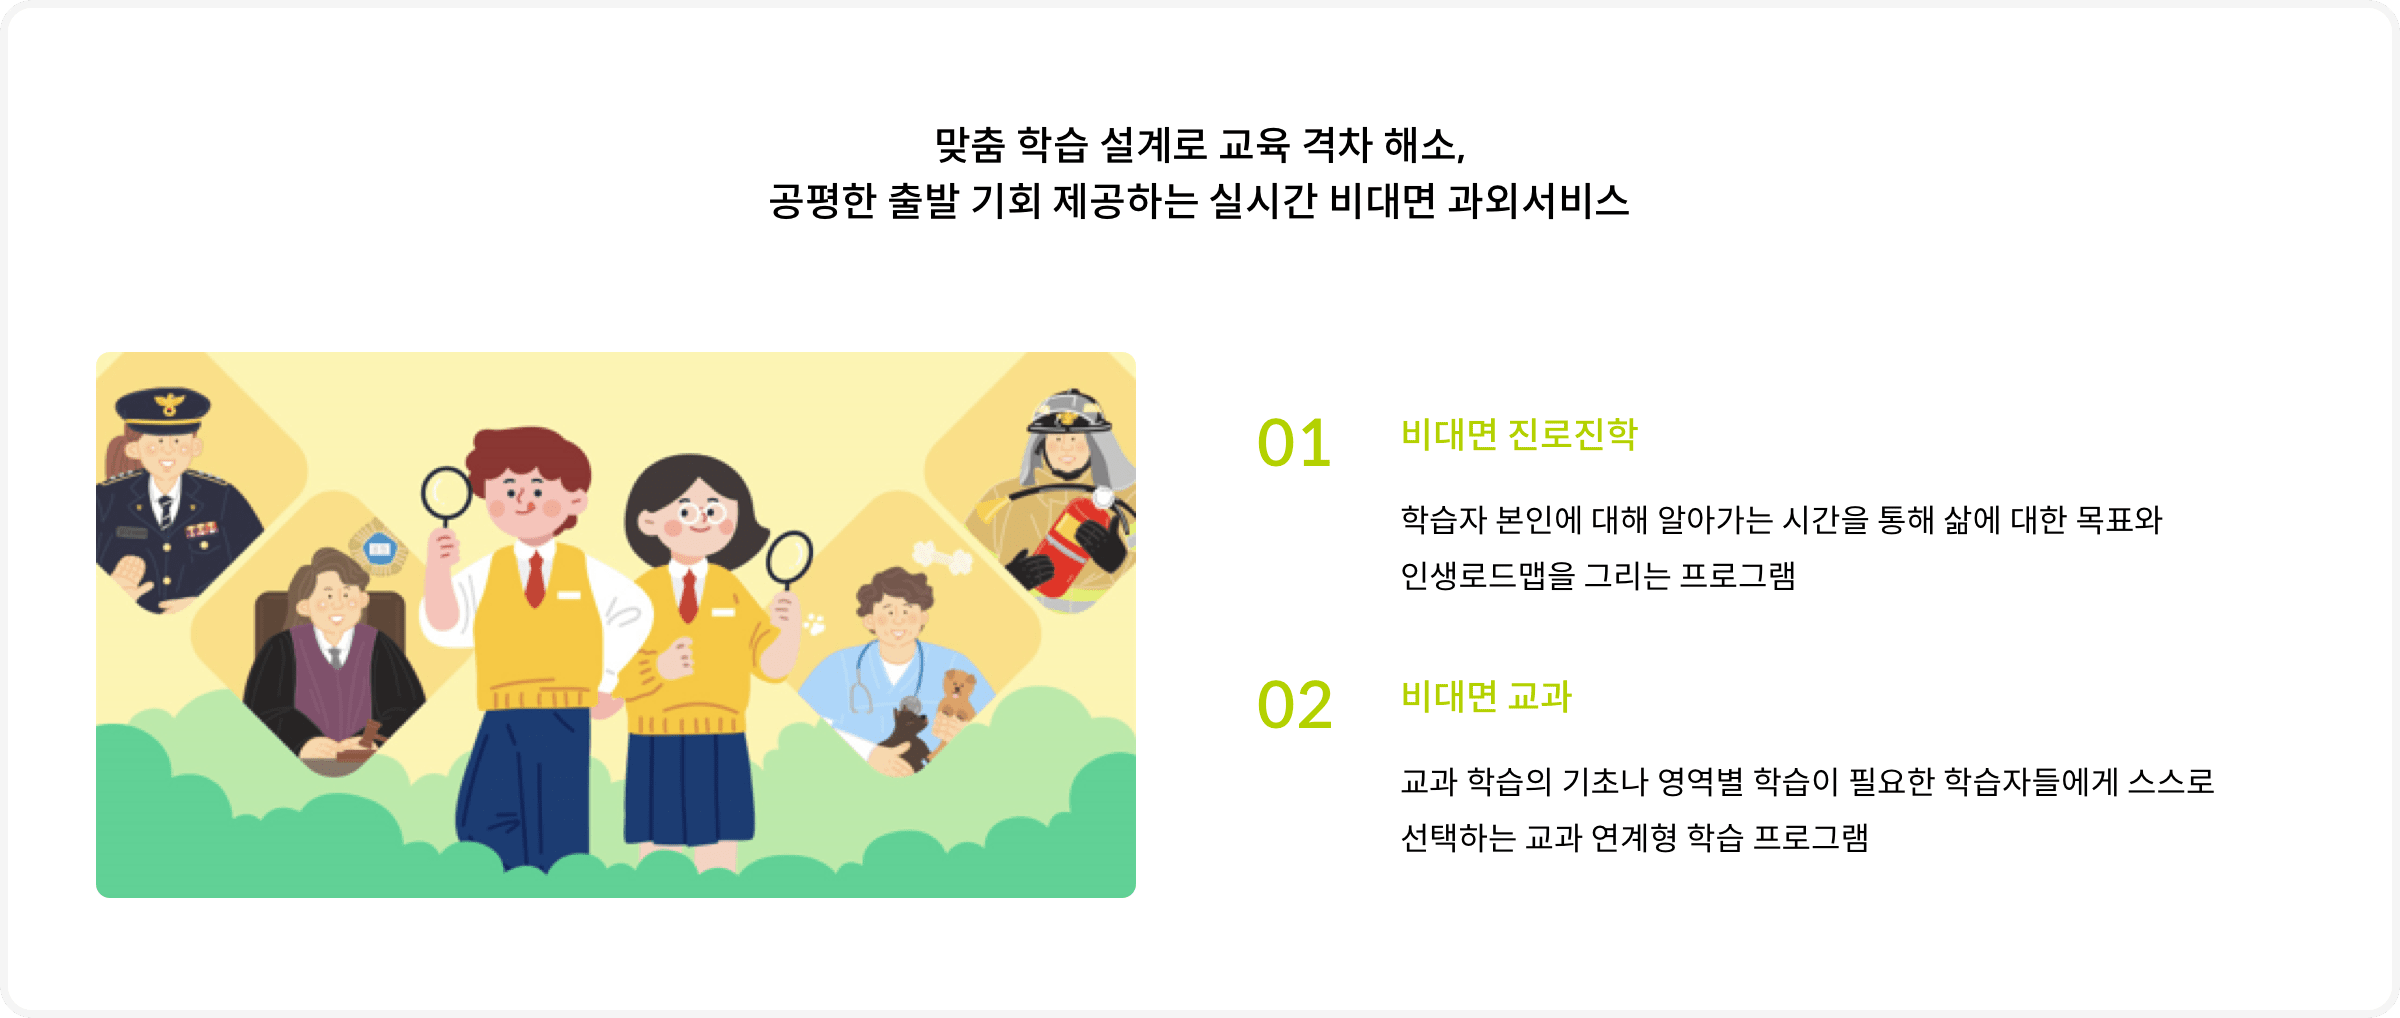 맞춤 학습 설계로 교육 격차 해소,
공평한 출발 기회 제공하는 실시간 비대면 과외서비스
01
비대면 진로진학
학습자 본인에 대해 알아가는 시간을 통해 삶에 대한 목표와
인생로드맵을 그리는 프로그램
02
비대면 교과
교과 학습의 기초나 영역별 학습이 필요한 학습자들에게 스스로
선택하는 교과 연계형 학습 프로그램